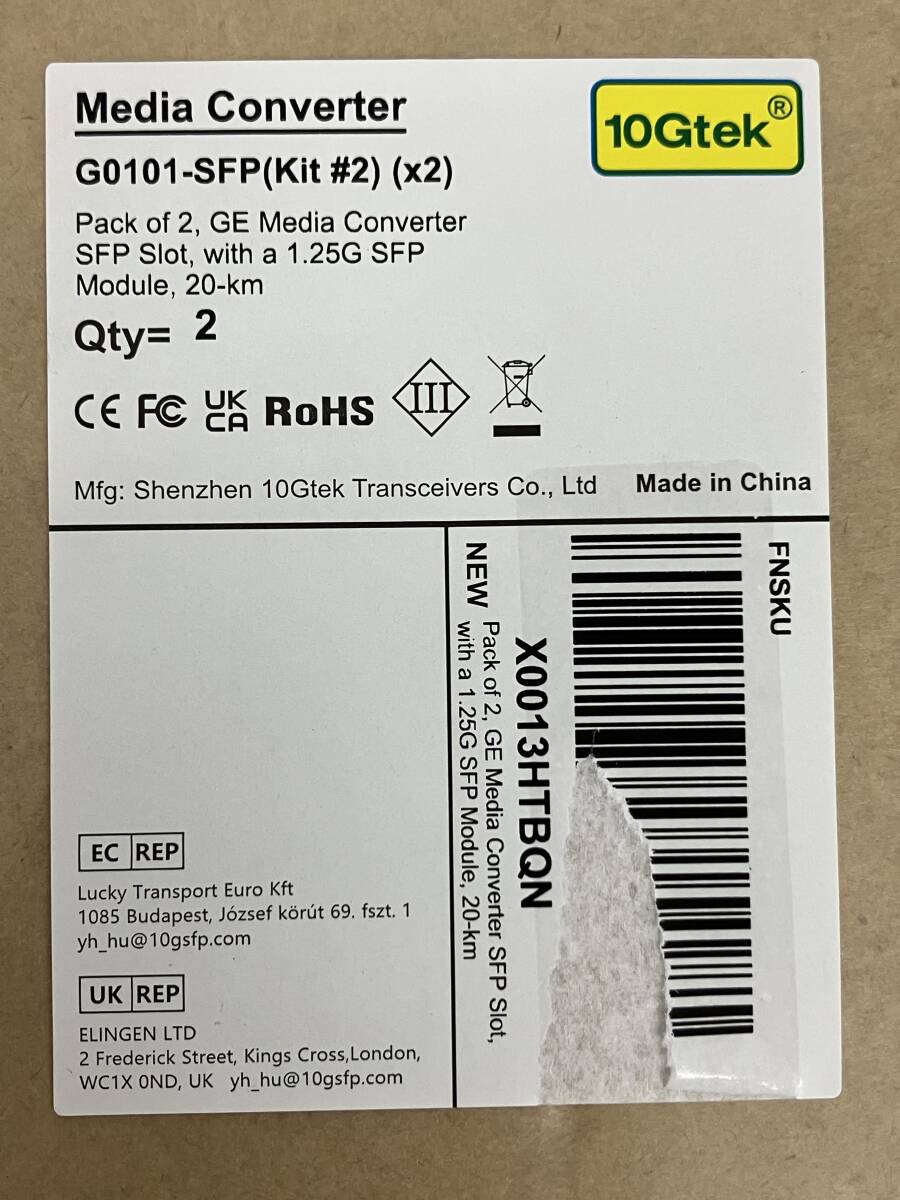 Media Converter
10Gtek®
G0101-SFP(Kit #2) (x2)
Pack of 2, GE Media Converter
SFP Slot, with a 1.25G SFP
Module, 20-km
Qty= 2
CE FC UK CA RoHS III
Mfg: Shenzhen 10Gtek Transceivers Co., Ltd Made in China
FNSKU
X0013HTBQN
NEW Pack of 2, GE Media Converter SFP Slot,
with a 1.25G SFP Module, 20-km
EC REP
Lucky Transport Euro Kft
1085 Budapest, József körút 69. fszt. 1
yh_hu@10gsfp.com
UK REP
ELINGEN LTD
2 Frederick Street, Kings Cross,London,
WC1X 0ND, UK yh_hu@10gsfp.com